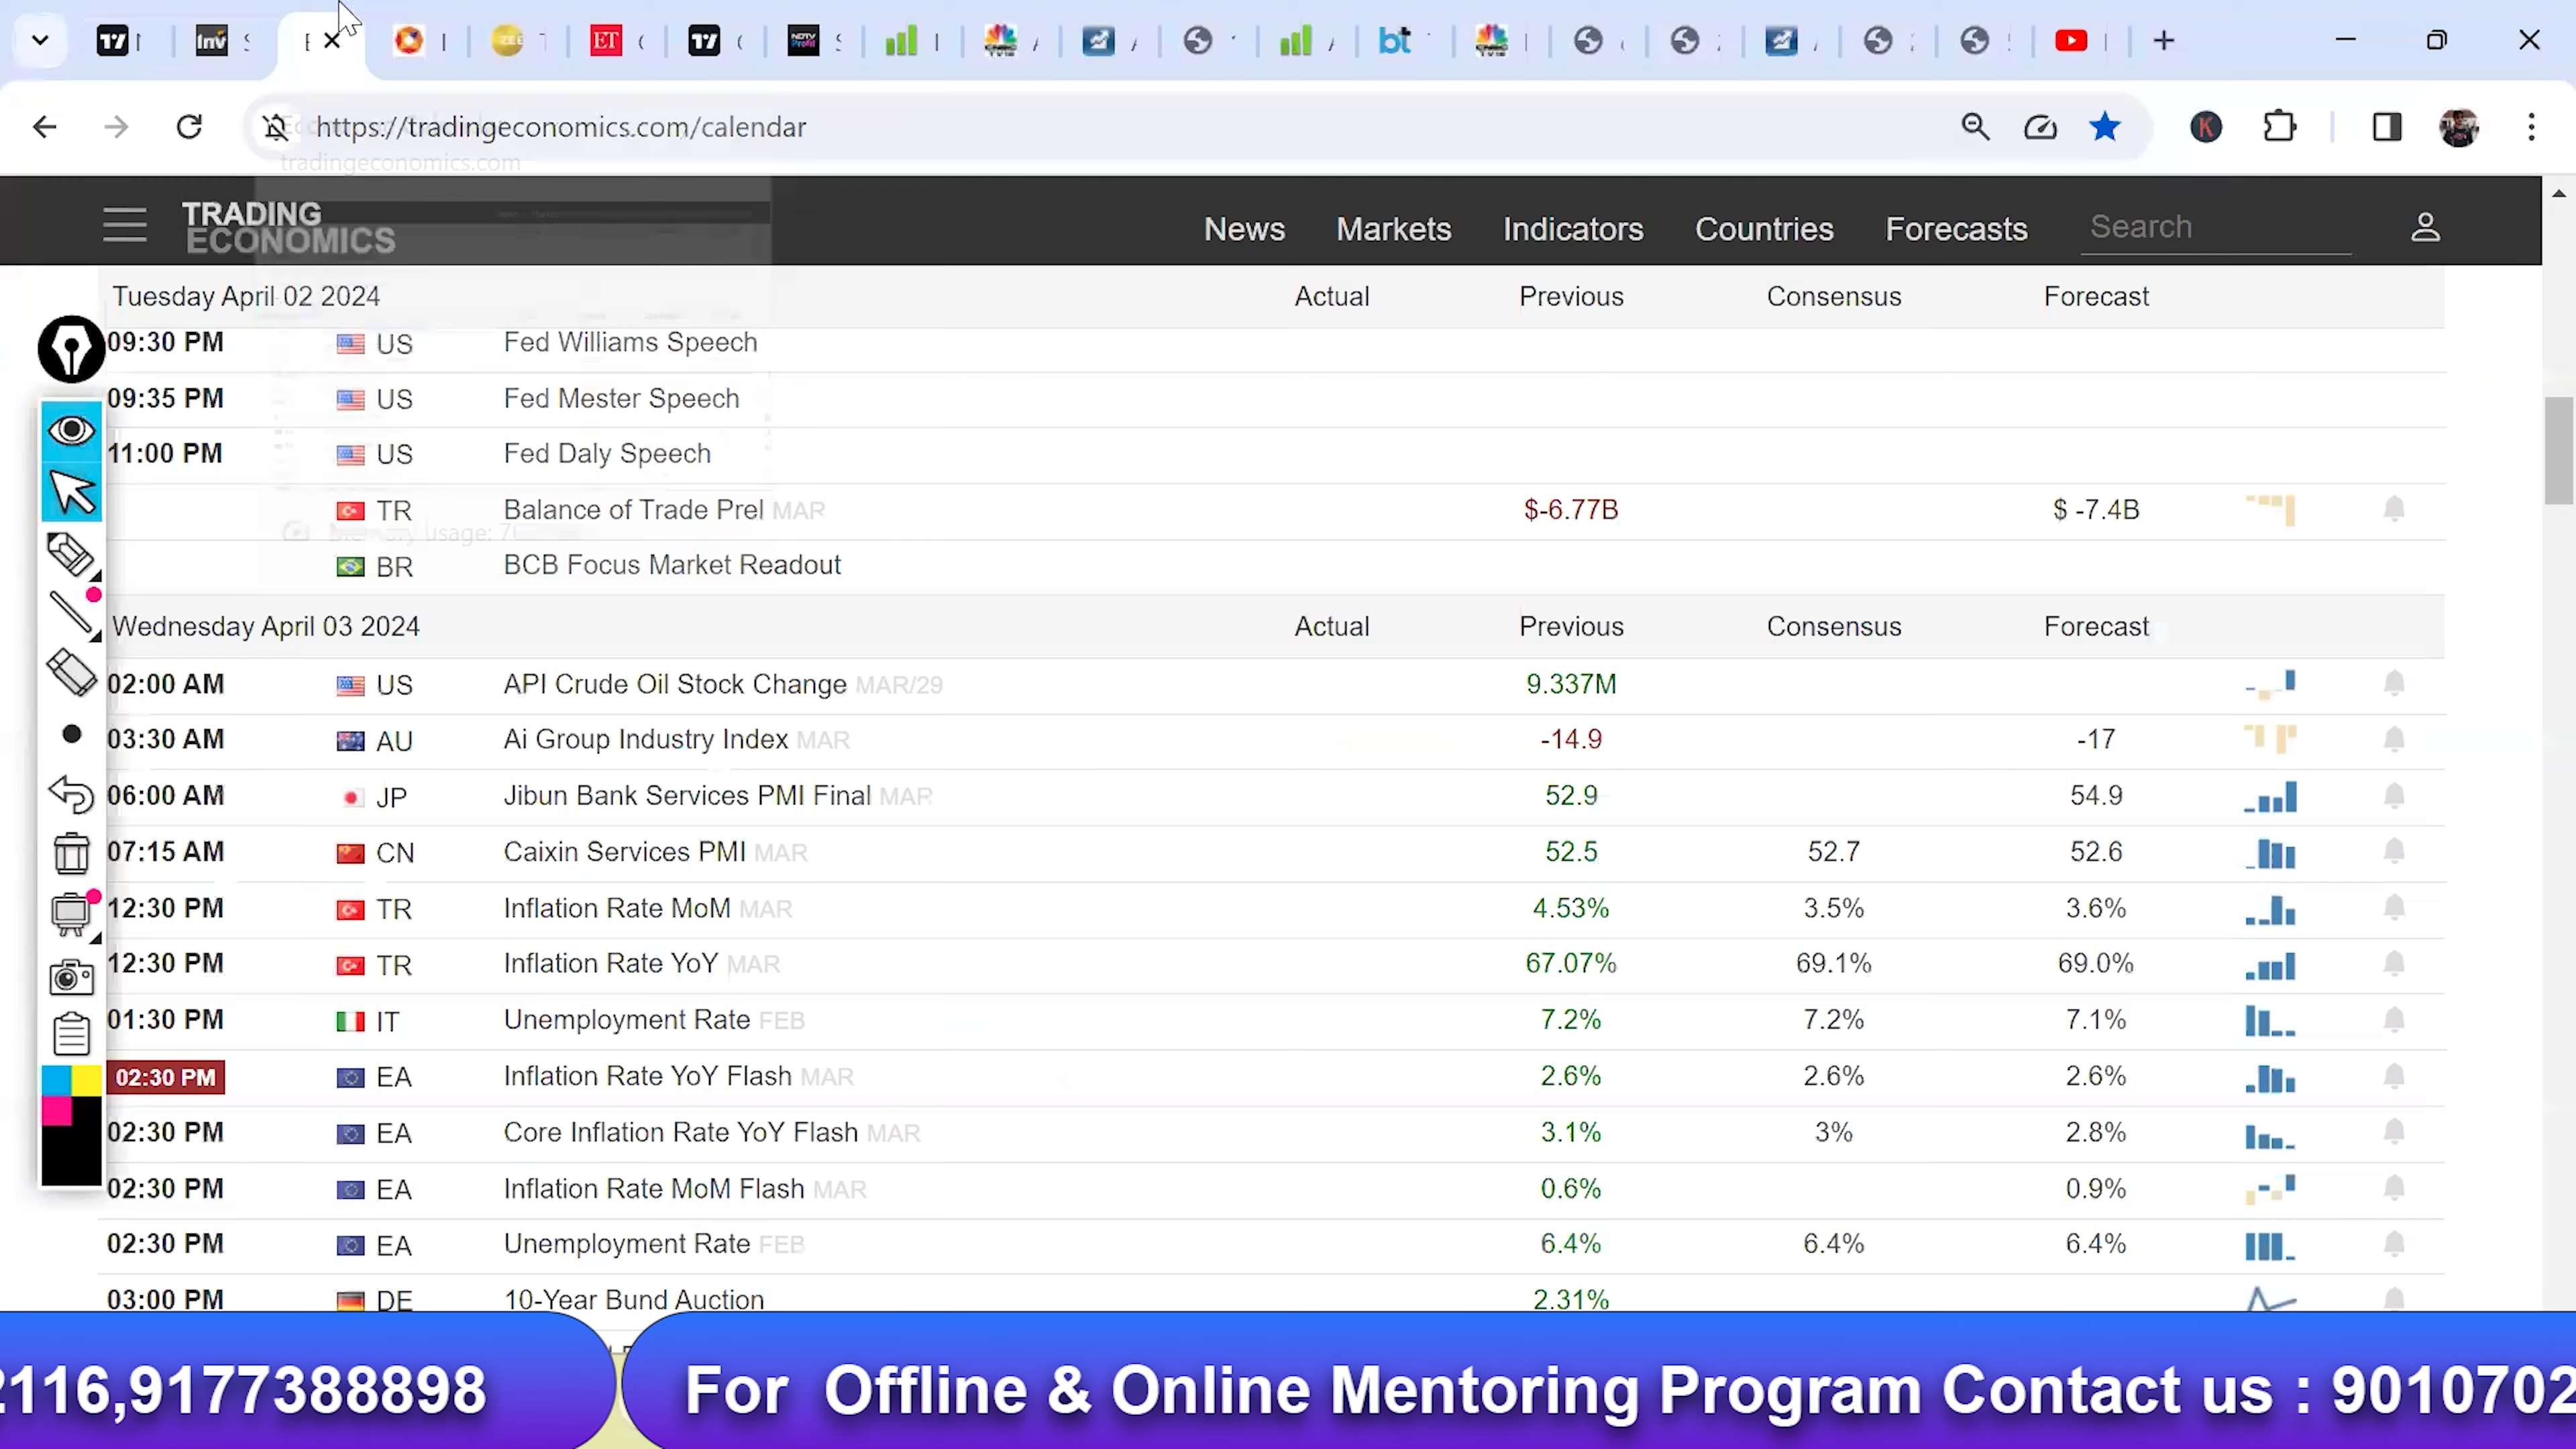 https://tradingeconomics.com/calendar
tradingeconomics.com
TRADING
ECONOMICS
News Markets Indicators Countries Forecasts Search
Tuesday April 02 2024 Actual Previous Consensus Forecast
09:30 PM US Fed Williams Speech
09:35 PM US Fed Mester Speech
11:00 PM US Fed Daly Speech
TR Balance of Trade Prel MAR $-6.77B $ -7.4B
Memory usage: 7
BR BCB Focus Market Readout
Wednesday April 03 2024 Actual Previous Consensus Forecast
02:00 AM US API Crude Oil Stock Change MAR/29 9.337M
03:30 AM AU Ai Group Industry Index MAR -14.9 -17
06:00 AM JP Jibun Bank Services PMI Final MAR 52.9 54.9
07:15 AM CN Caixin Services PMI MAR 52.5 52.7 52.6
12:30 PM TR Inflation Rate MoM MAR 4.53% 3.5% 3.6%
12:30 PM TR Inflation Rate YoY MAR 67.07% 69.1% 69.0%
01:30 PM IT Unemployment Rate FEB 7.2% 7.2% 7.1%
02:30 PM EA Inflation Rate YoY Flash MAR 2.6% 2.6% 2.6%
02:30 PM EA Core Inflation Rate YoY Flash MAR 3.1% 3% 2.8%
02:30 PM EA Inflation Rate MoM Flash MAR 0.6% 0.9%
02:30 PM EA Unemployment Rate FEB 6.4% 6.4% 6.4%
03:00 PM DE 10-Year Bund Auction 2.31%
2116,9177388898 For Offline & Online Mentoring Program Contact us : 9010702